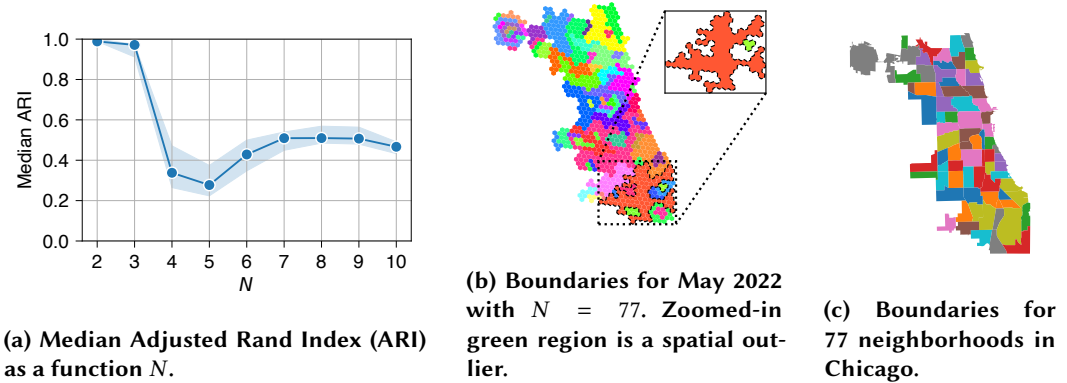 1.0
0.8
0.6
0.4
0.2
0.0
Median ARI
2 3 4 5 6 7 8 9 10
N
(a) Median Adjusted Rand Index (ARI)
as a function N.
(b) Boundaries for May 2022
with N = 77. Zoomed-in
green region is a spatial out-
lier.
(c) Boundaries for
77 neighborhoods in
Chicago.